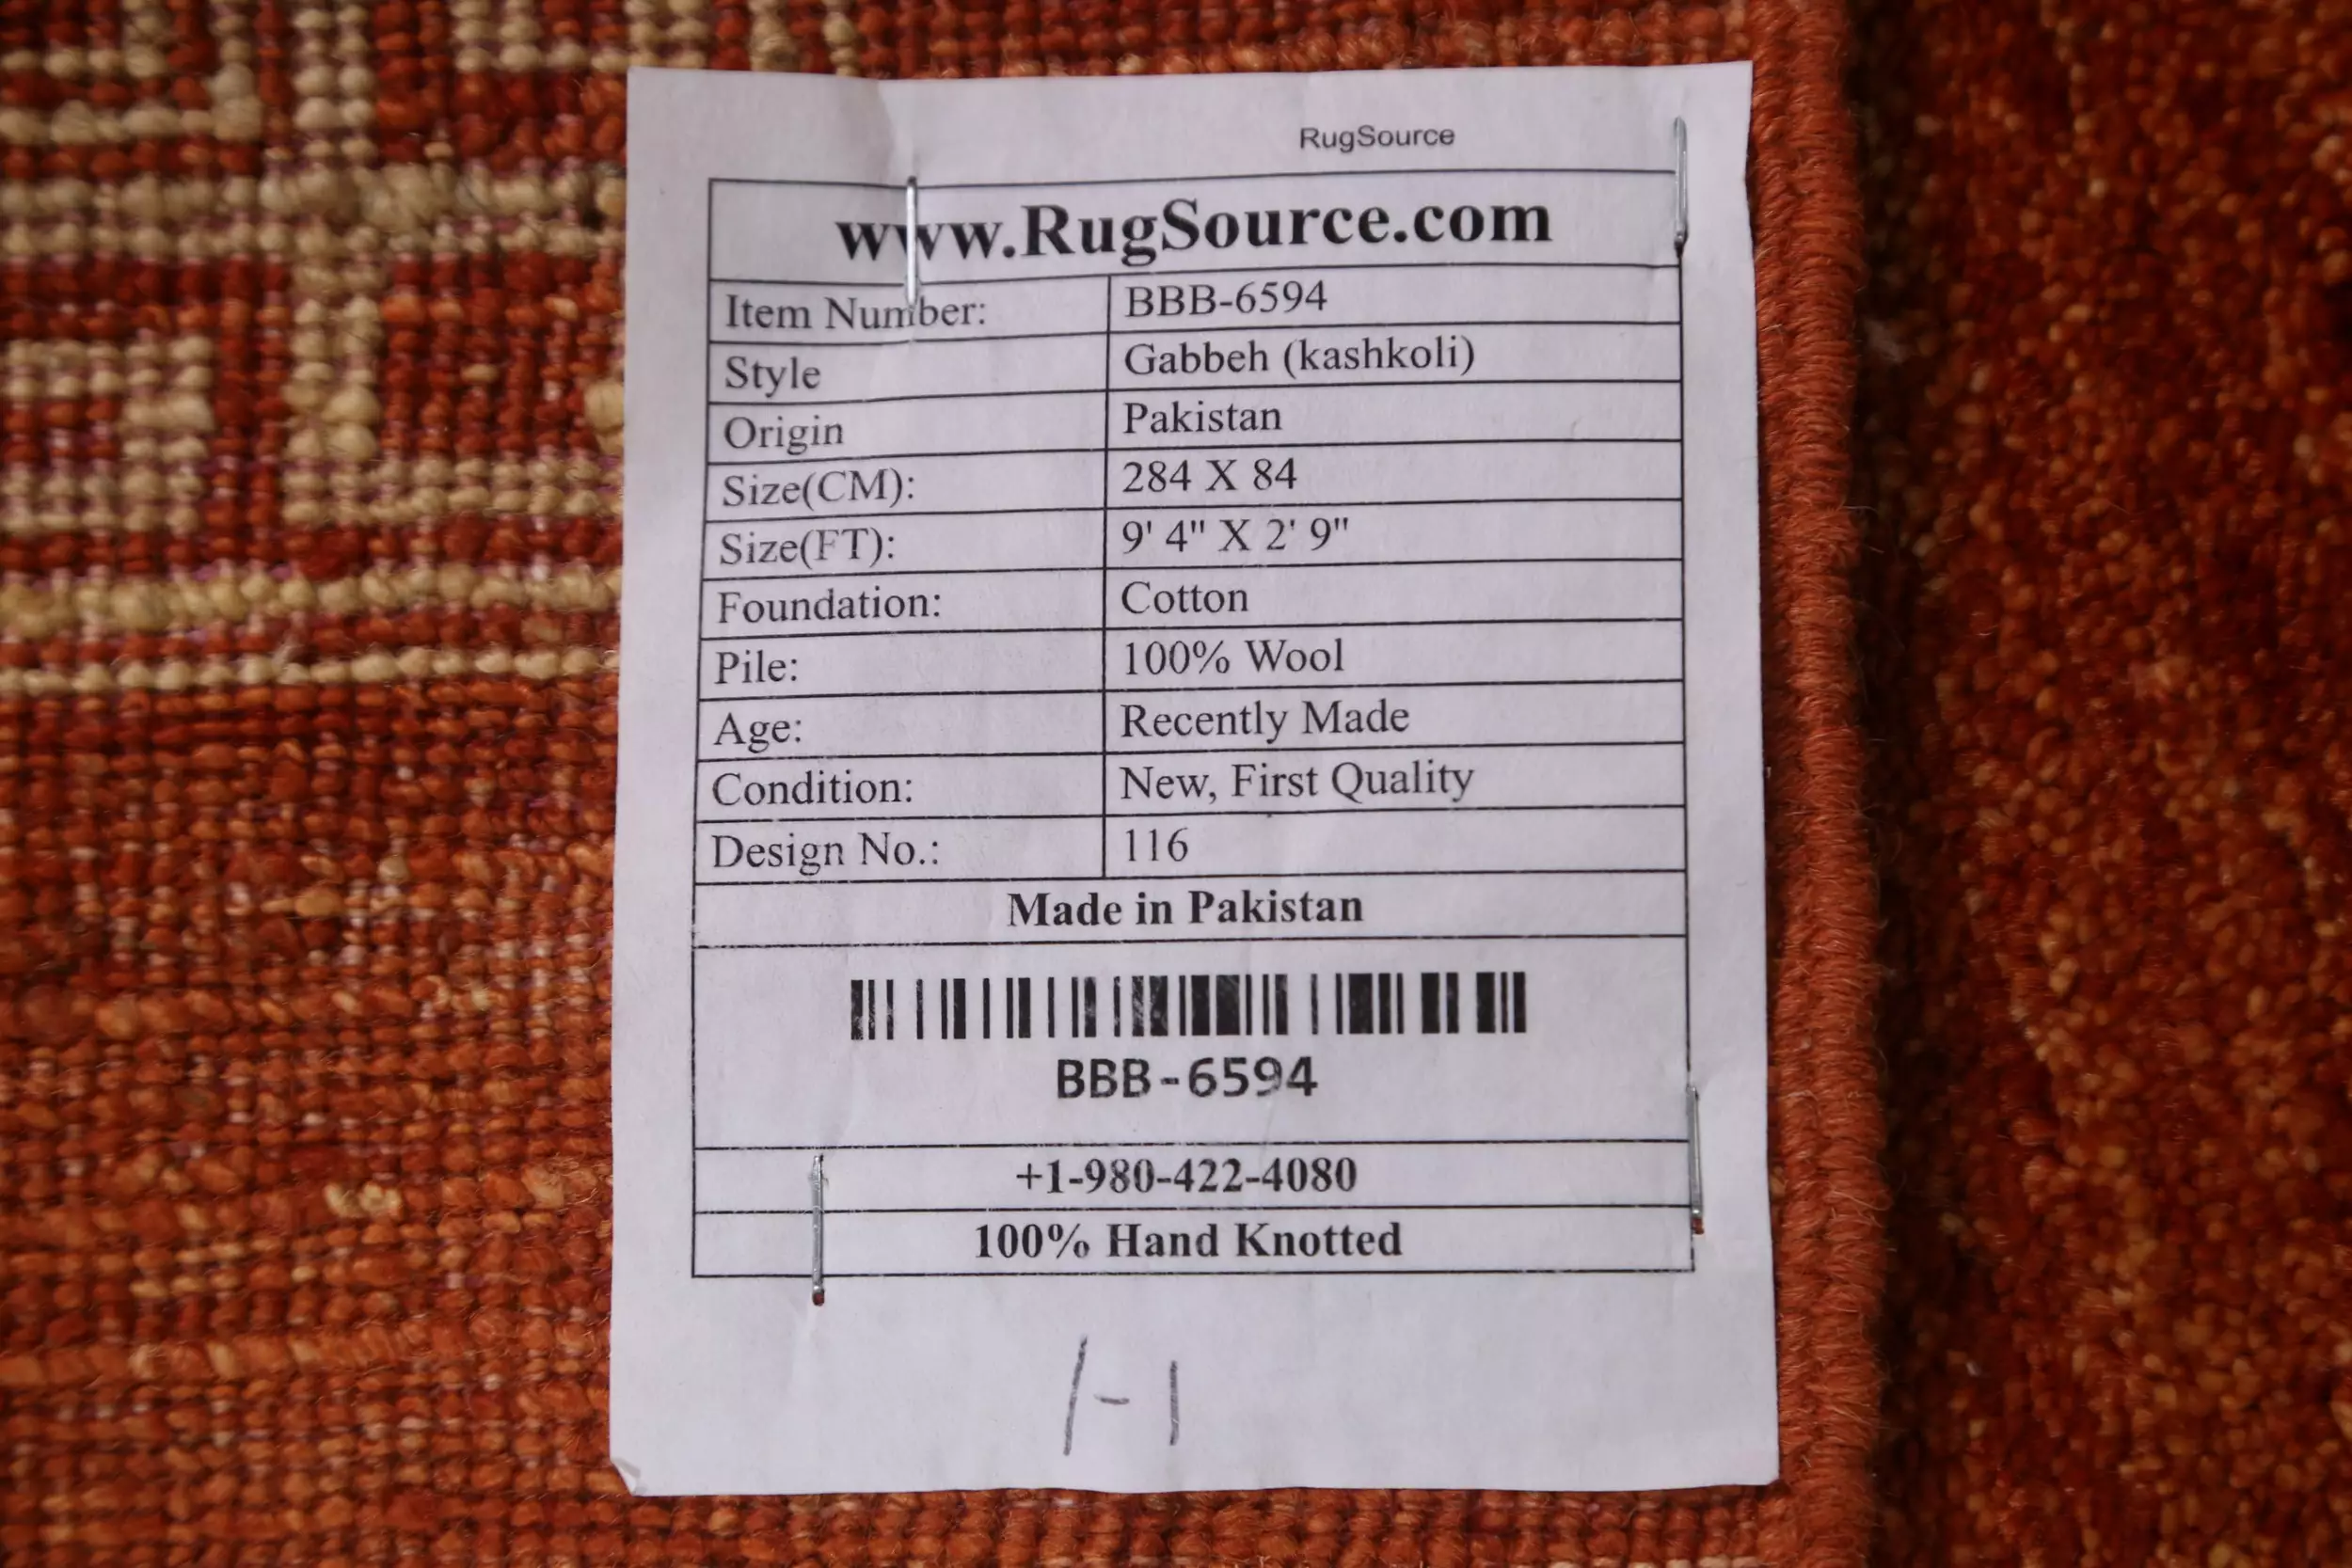 RugSource
www.RugSource.com
Item Number: BBB-6594
Style Gabbeh (kashkoli)
Origin Pakistan
Size(CM): 284 X 84
Size(FT): 9' 4" X 2' 9"
Foundation: Cotton
Pile: 100% Wool
Age: Recently Made
Condition: New, First Quality
Design No.: 116
Made in Pakistan
BBB-6594
+1-980-422-4080
100% Hand Knotted
1-1